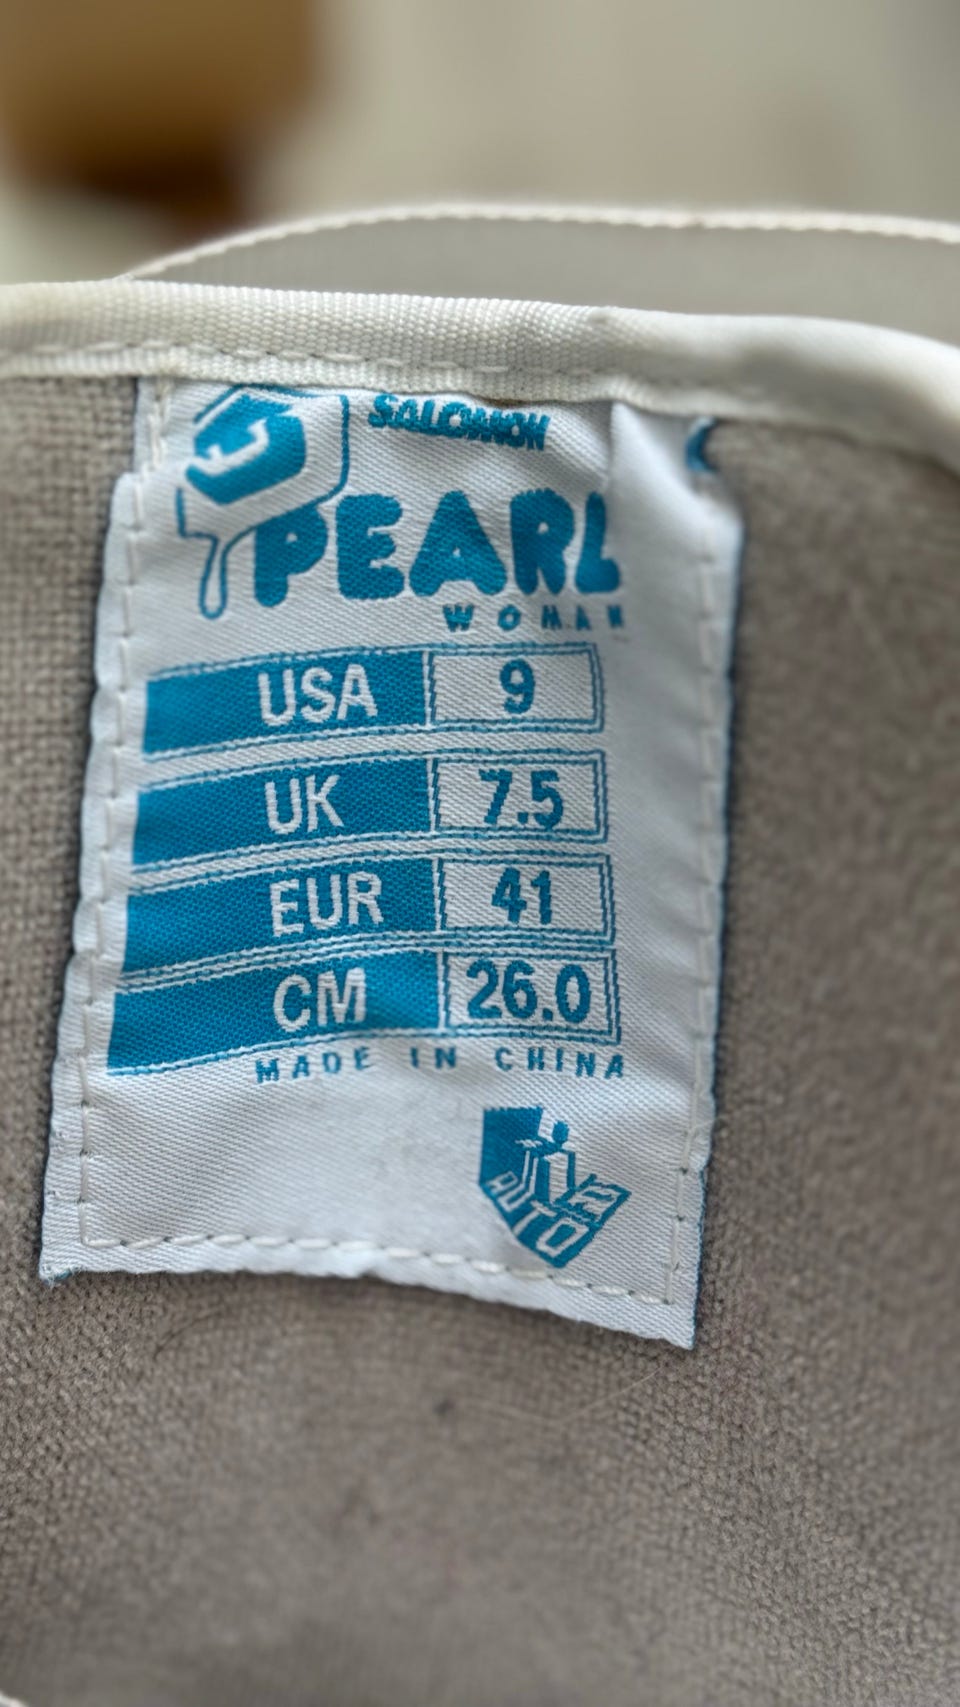 SALOMON
PEARL
WOMAN
USA 9
UK 7.5
EUR 41
CM 26.0
MADE IN CHINA
AUTO